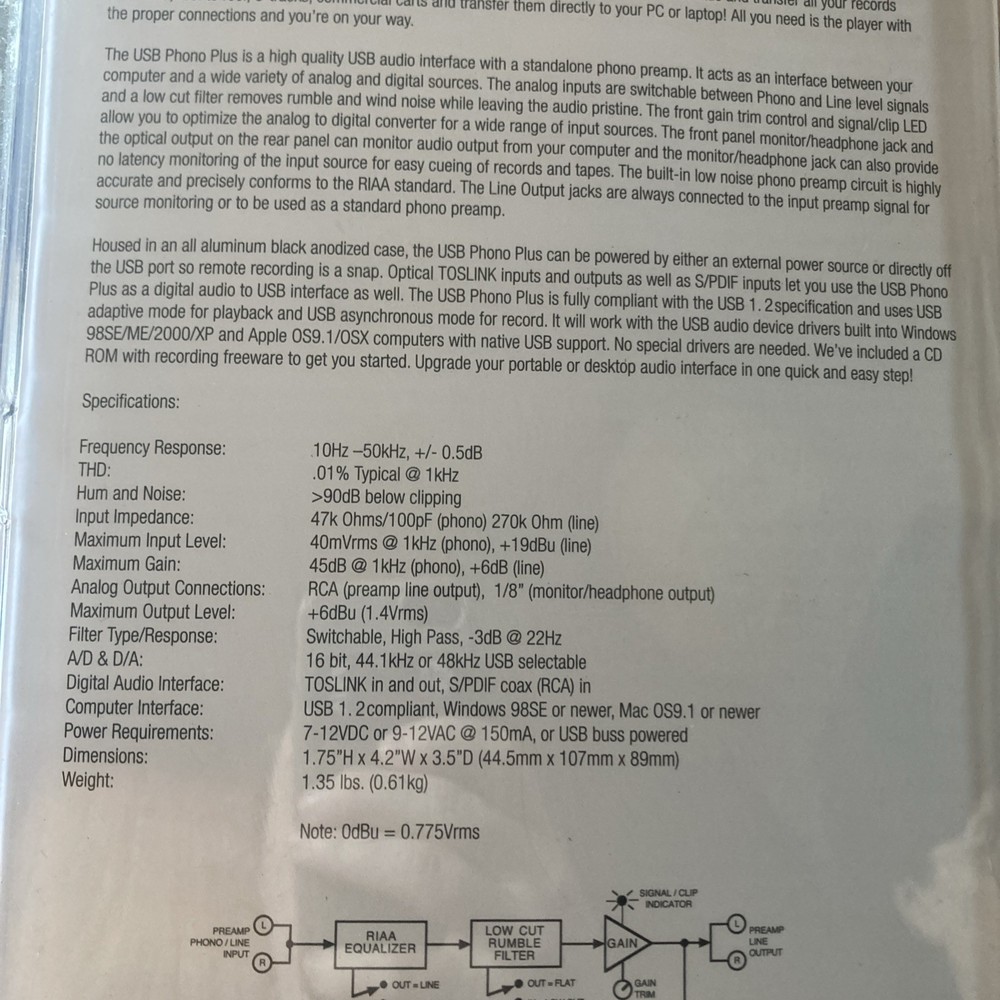 transfer them directly to your PC or laptop! All you need is the player with
the proper connections and you're on your way.
The USB Phono Plus is a high quality USB audio interface with a standalone phono preamp. It acts as an interface between your
computer and a wide variety of analog and digital sources. The analog inputs are switchable between Phono and Line level signals
and a low cut filter removes rumble and wind noise while leaving the audio pristine. The front gain trim control and signal/clip LED
allow you to optimize the analog to digital converter for a wide range of input sources. The front panel monitor/headphone jack and
the optical output on the rear panel can monitor audio output from your computer and the monitor/headphone jack can also provide
no latency monitoring of the input source for easy cueing of records and tapes. The built-in low noise phono preamp circuit is highly
accurate and precisely conforms to the RIAA standard. The Line Output jacks are always connected to the input preamp signal for
source monitoring or to be used as a standard phono preamp.
Housed in an all aluminum black anodized case, the USB Phono Plus can be powered by either an external power source or directly off
the USB port so remote recording is a snap. Optical TOSLINK inputs and outputs as well as S/PDIF inputs let you use the USB Phono
Plus as a digital audio to USB interface as well. The USB Phono Plus is fully compliant with the USB 1.2 specification and uses USB
adaptive mode for playback and USB asynchronous mode for record. It will work with the USB audio device drivers built into Windows
98SE/ME/2000/XP and Apple OS9.1/OSX computers with native USB support. No special drivers are needed. We've included a CD
ROM with recording freeware to get you started. Upgrade your portable or desktop audio interface in one quick and easy step!
Specifications:
Frequency Response: 10Hz –50kHz, +/- 0.5dB
THD: .01% Typical @ 1kHz
Hum and Noise: >90dB below clipping
Input Impedance: 47k Ohms/100pF (phono) 270k Ohm (line)
Maximum Input Level: 40mVrms @ 1kHz (phono), +19dBu (line)
Maximum Gain: 45dB @ 1kHz (phono), +6dB (line)
Analog Output Connections: RCA (preamp line output), 1/8" (monitor/headphone output)
Maximum Output Level: +6dBu (1.4Vrms)
Filter Type/Response: Switchable, High Pass, -3dB @ 22Hz
A/D & D/A: 16 bit, 44.1kHz or 48kHz USB selectable
Digital Audio Interface: TOSLINK in and out, S/PDIF coax (RCA) in
Computer Interface: USB 1.2 compliant, Windows 98SE or newer, Mac OS9.1 or newer
Power Requirements: 7-12VDC or 9-12VAC @ 150mA, or USB buss powered
Dimensions: 1.75"H x 4.2"W x 3.5"D (44.5mm x 107mm x 89mm)
Weight: 1.35 lbs. (0.61kg)
Note: 0dBu = 0.775Vrms
SIGNAL / CLIP
INDICATOR
PREAMP
PHONO / LINE
INPUT
L
R
RIAA
EQUALIZER
LOW CUT
RUMBLE
FILTER
GAIN
L
R
PREAMP
LINE
OUTPUT
OUT = LINE
OUT = FLAT
GAIN
TRIM